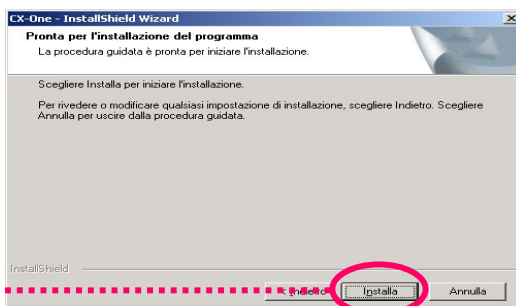 CX-One - InstallShield Wizard
Pronta per l'installazione del programma
La procedura guidata è pronta per iniziare l'installazione.
Scegliere Installa per iniziare l'installazione.
Per rivedere o modificare qualsiasi impostazione di installazione, scegliere Indietro. Scegliere
Annulla per uscire dalla procedura guidata.
InstallShield
< Indietro Installa Annulla